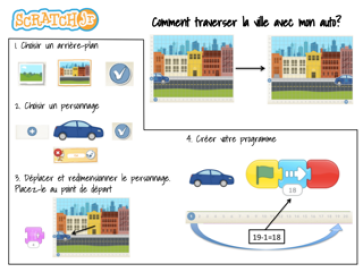 SCRATCHJr
Comment traverser la ville avec mon auto?
1. Choisir un arrière-plan
2. Choisir un personnage
3. Déplacer et redimensionner le personnage.
Placez-le au point de départ
4. Créer votre programme
18
19-1=18